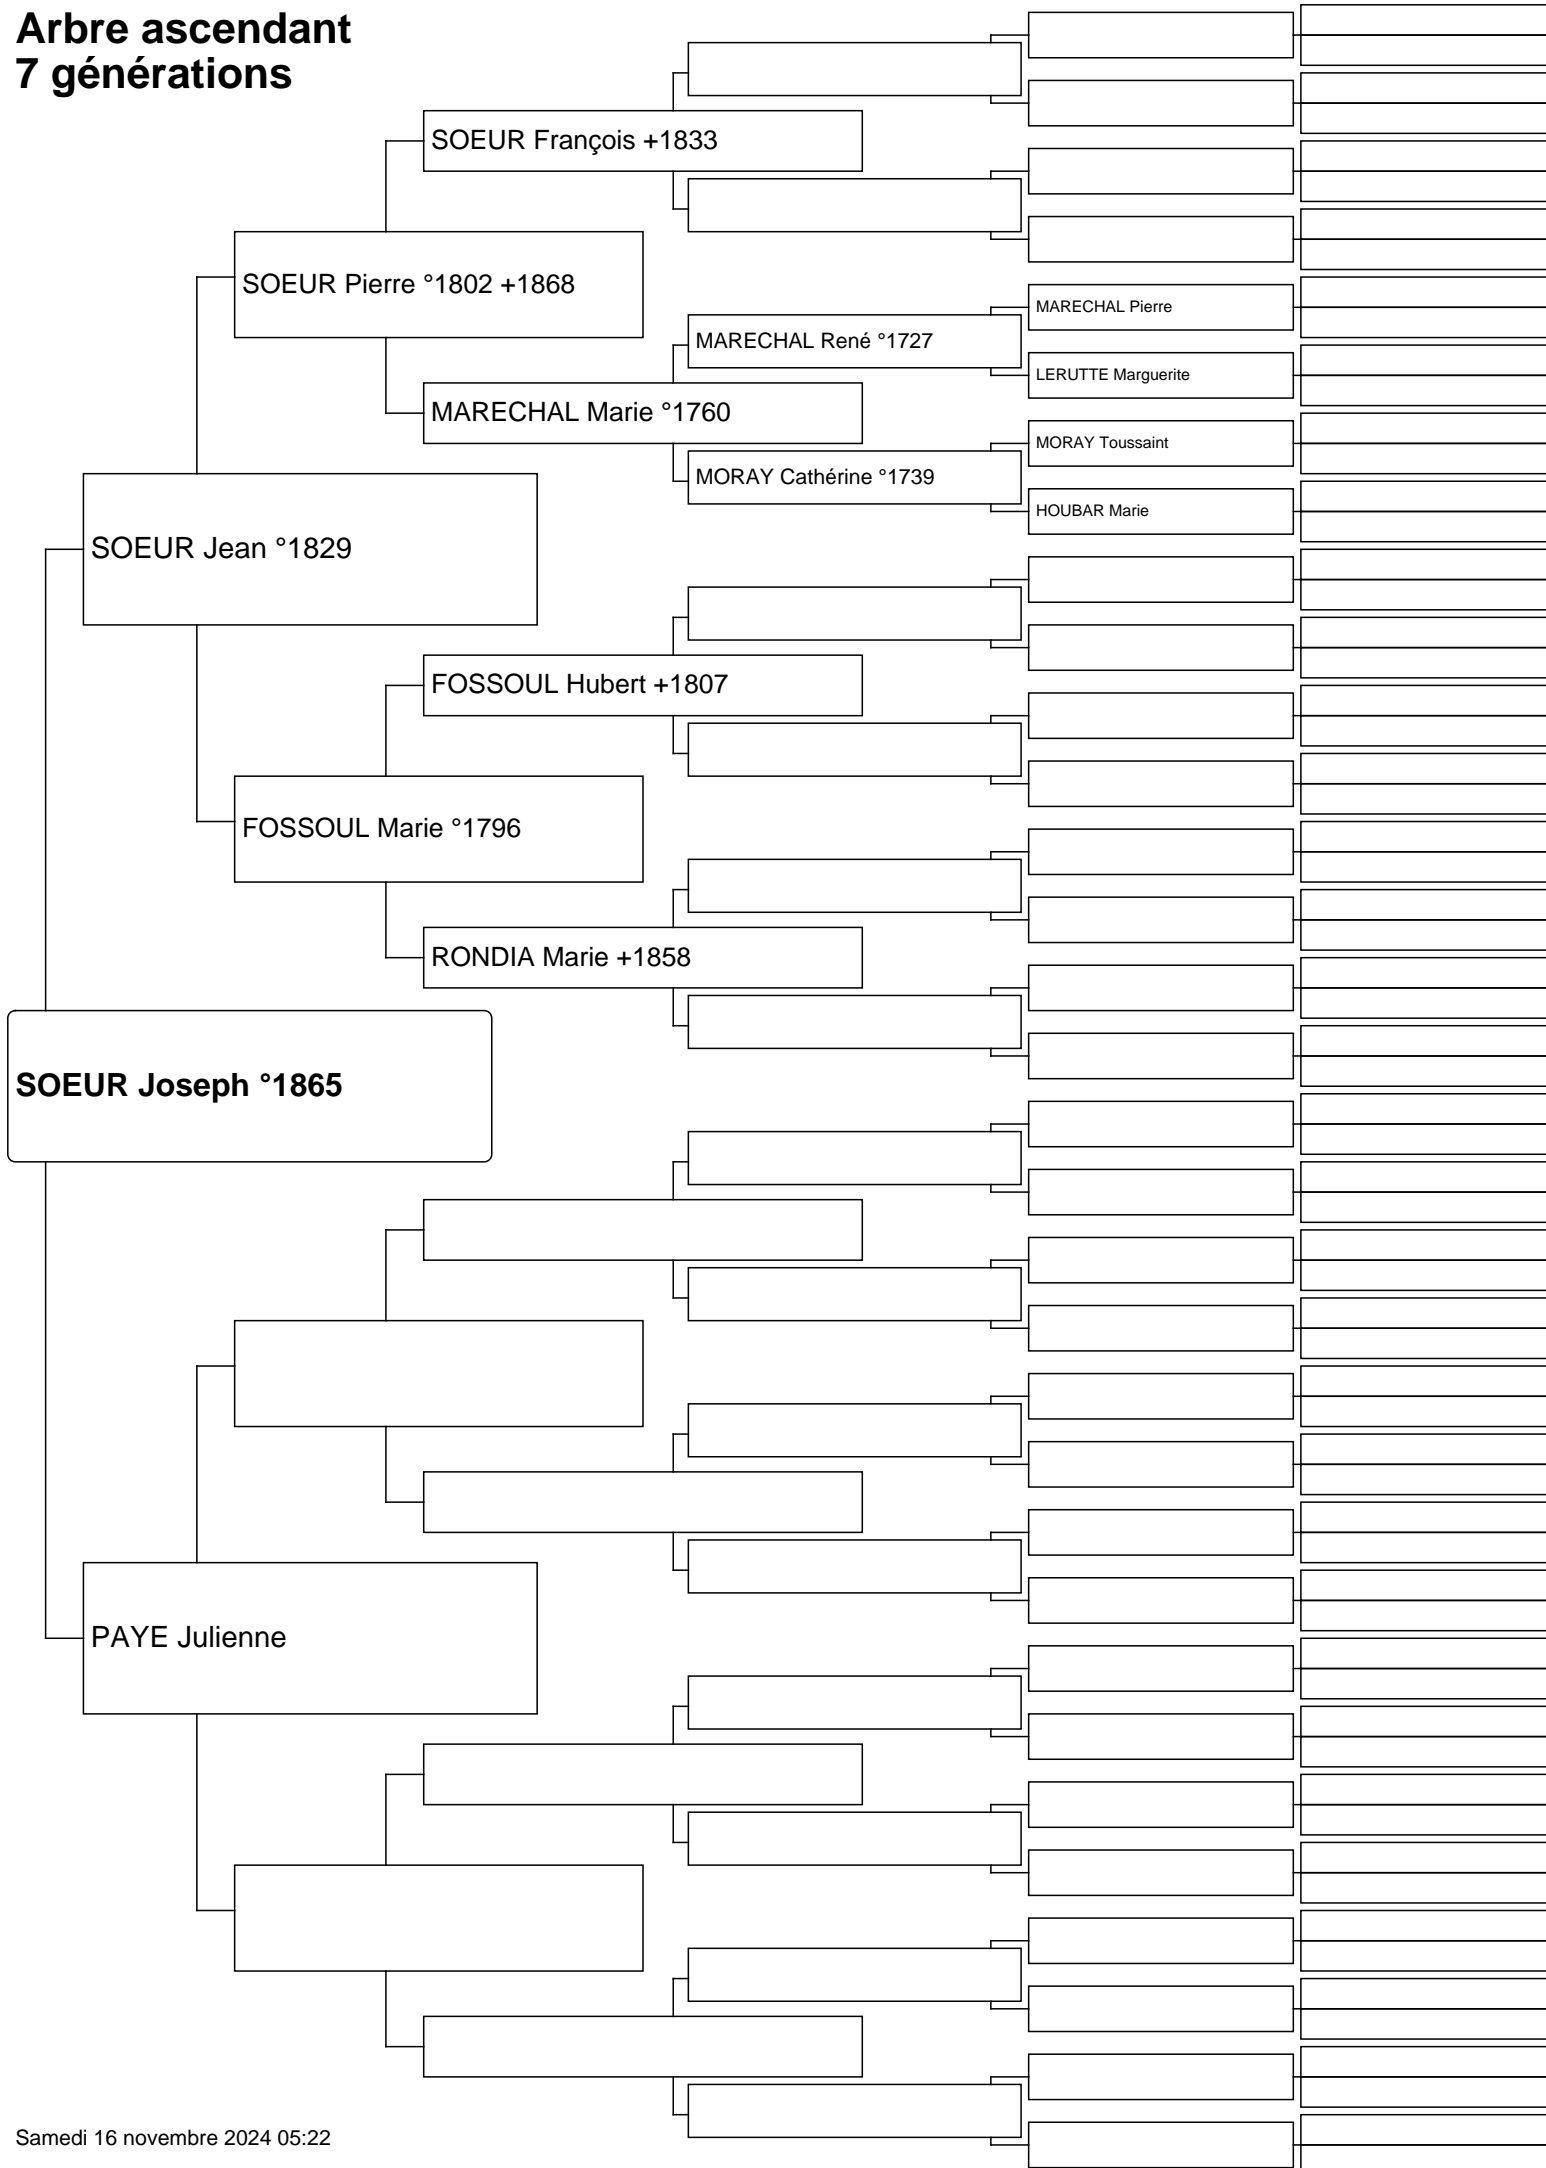 Arbre ascendant
7 générations
SOEUR François +1833
SOEUR Pierre °1802 +1868
MARECHAL Pierre
MARECHAL René °1727
LERUTTE Marguerite
MARECHAL Marie °1760
MORAY Toussaint
MORAY Cathérine °1739
HOUBAR Marie
SOEUR Jean °1829
FOSSOUL Hubert +1807
FOSSOUL Marie °1796
RONDIA Marie +1858
SOEUR Joseph °1865
PAYE Julienne
Samedi 16 novembre 2024 05:22